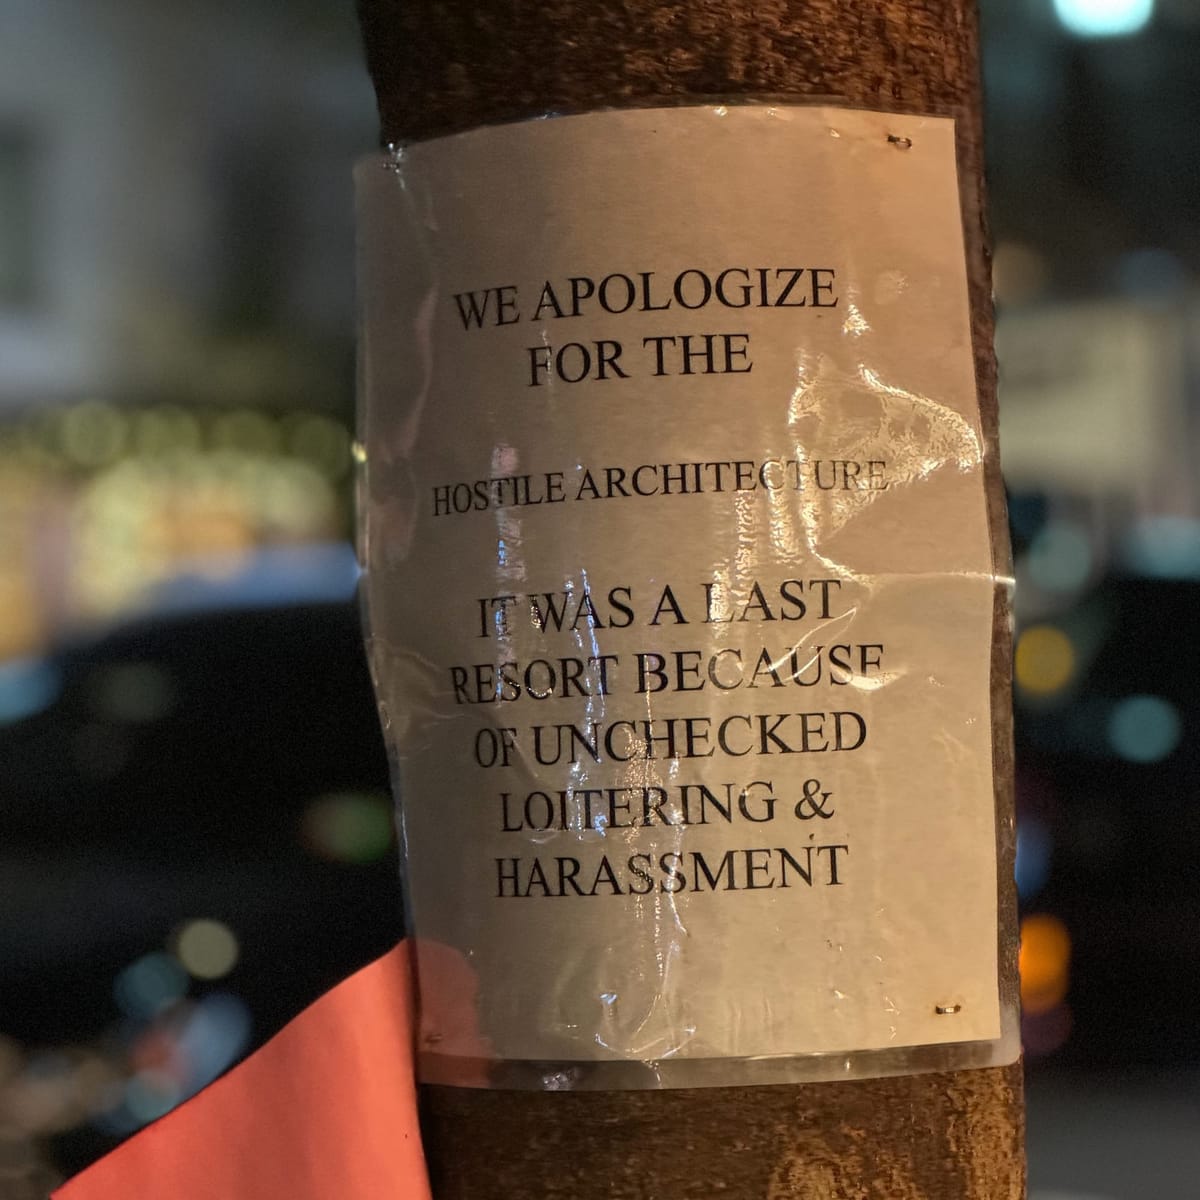 WE APOLOGIZE
FOR THE
HOSTILE ARCHITECTURE
IT WAS A LAST
RESORT BECAUSE
OF UNCHECKED
LOITERING &
HARASSMENT